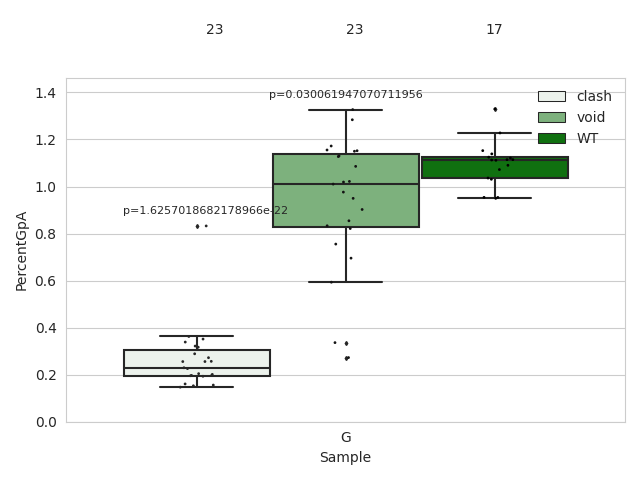 23 23 17
p=0.030061947070711956
p=1.6257018682178966e-22
clash
void
WT
PercentGpA
1.4
1.2
1.0
0.8
0.6
0.4
0.2
0.0
G
Sample